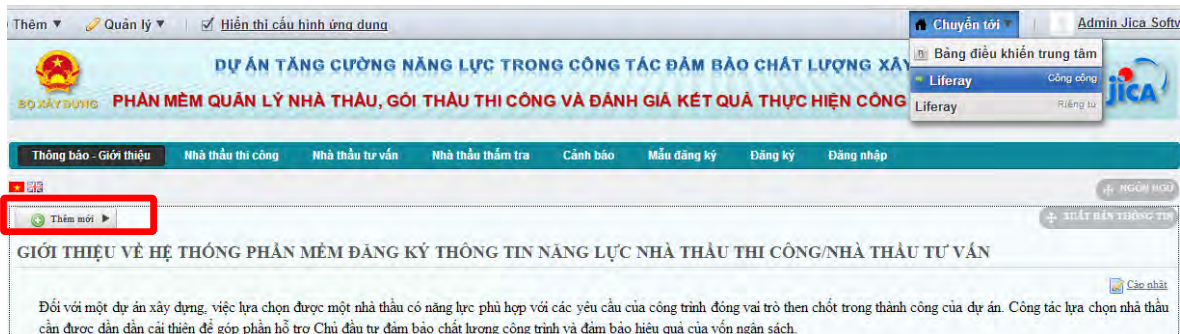 Thêm ▼ Quản lý ▼ Hiển thị cấu hình ứng dụng Chuyển tới ▼ Admin Jica Softw
Bảng điều khiển trung tâm
Liferay Công cộng
Liferay Riêng tư
DỰ ÁN TĂNG CƯỜNG NĂNG LỰC TRONG CÔNG TÁC ĐẢM BẢO CHẤT LƯỢNG XÂY
BỘ XÂY DỰNG PHẦN MỀM QUẢN LÝ NHÀ THẦU, GÓI THẦU THI CÔNG VÀ ĐÁNH GIÁ KẾT QUẢ THỰC HIỆN CÔNG JICA
Thông báo - Giới thiệu Nhà thầu thi công Nhà thầu tư vấn Nhà thầu thẩm tra Cảnh báo Mẫu đăng ký Đăng ký Đăng nhập
NGÔN NGỮ
Thêm mới XUẤT BẢN THÔNG TIN
GIỚI THIỆU VỀ HỆ THỐNG PHẦN MỀM ĐĂNG KÝ THÔNG TIN NĂNG LỰC NHÀ THẦU THI CÔNG/NHÀ THẦU TƯ VẤN
Cập nhật
Đối với một dự án xây dựng, việc lựa chọn được một nhà thầu có năng lực phù hợp với các yêu cầu của công trình đóng vai trò then chốt trong thành công của dự án. Công tác lựa chọn nhà thầu
cần được dần dần cải thiện để góp phần hỗ trợ Chủ đầu tư đảm bảo chất lượng công trình và đảm bảo hiệu quả của vốn ngân sách.